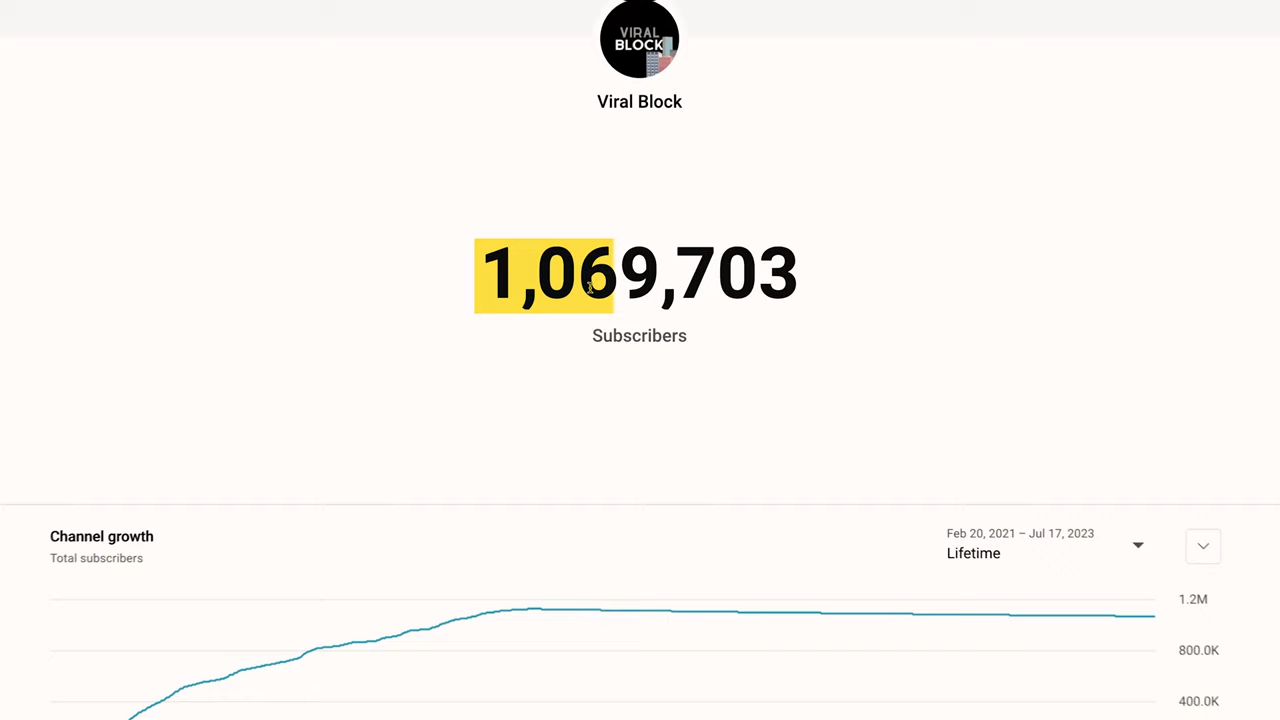 VIRAL
BLOCK
Viral Block
1,069,703
Subscribers
Channel growth
Total subscribers
Feb 20, 2021 – Jul 17, 2023
Lifetime
1.2M
800.0K
400.0K